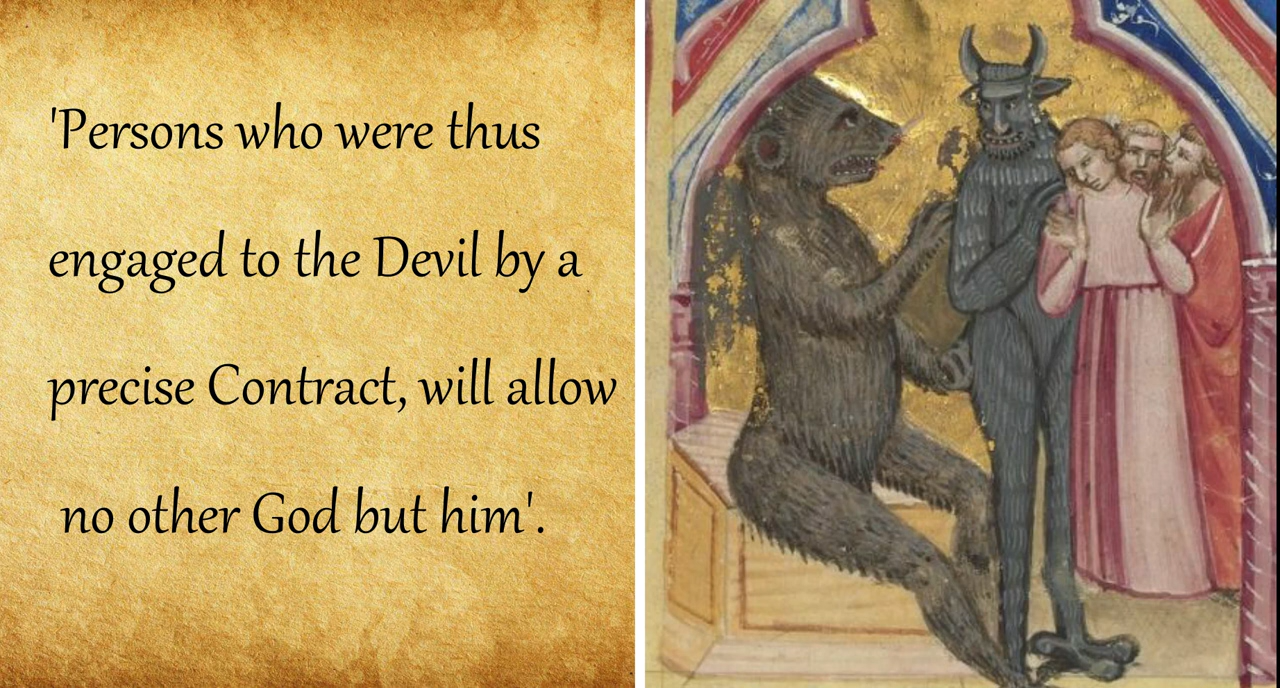 'Persons who were thus
engaged to the Devil by a
precise Contract, will allow
no other God but him'.